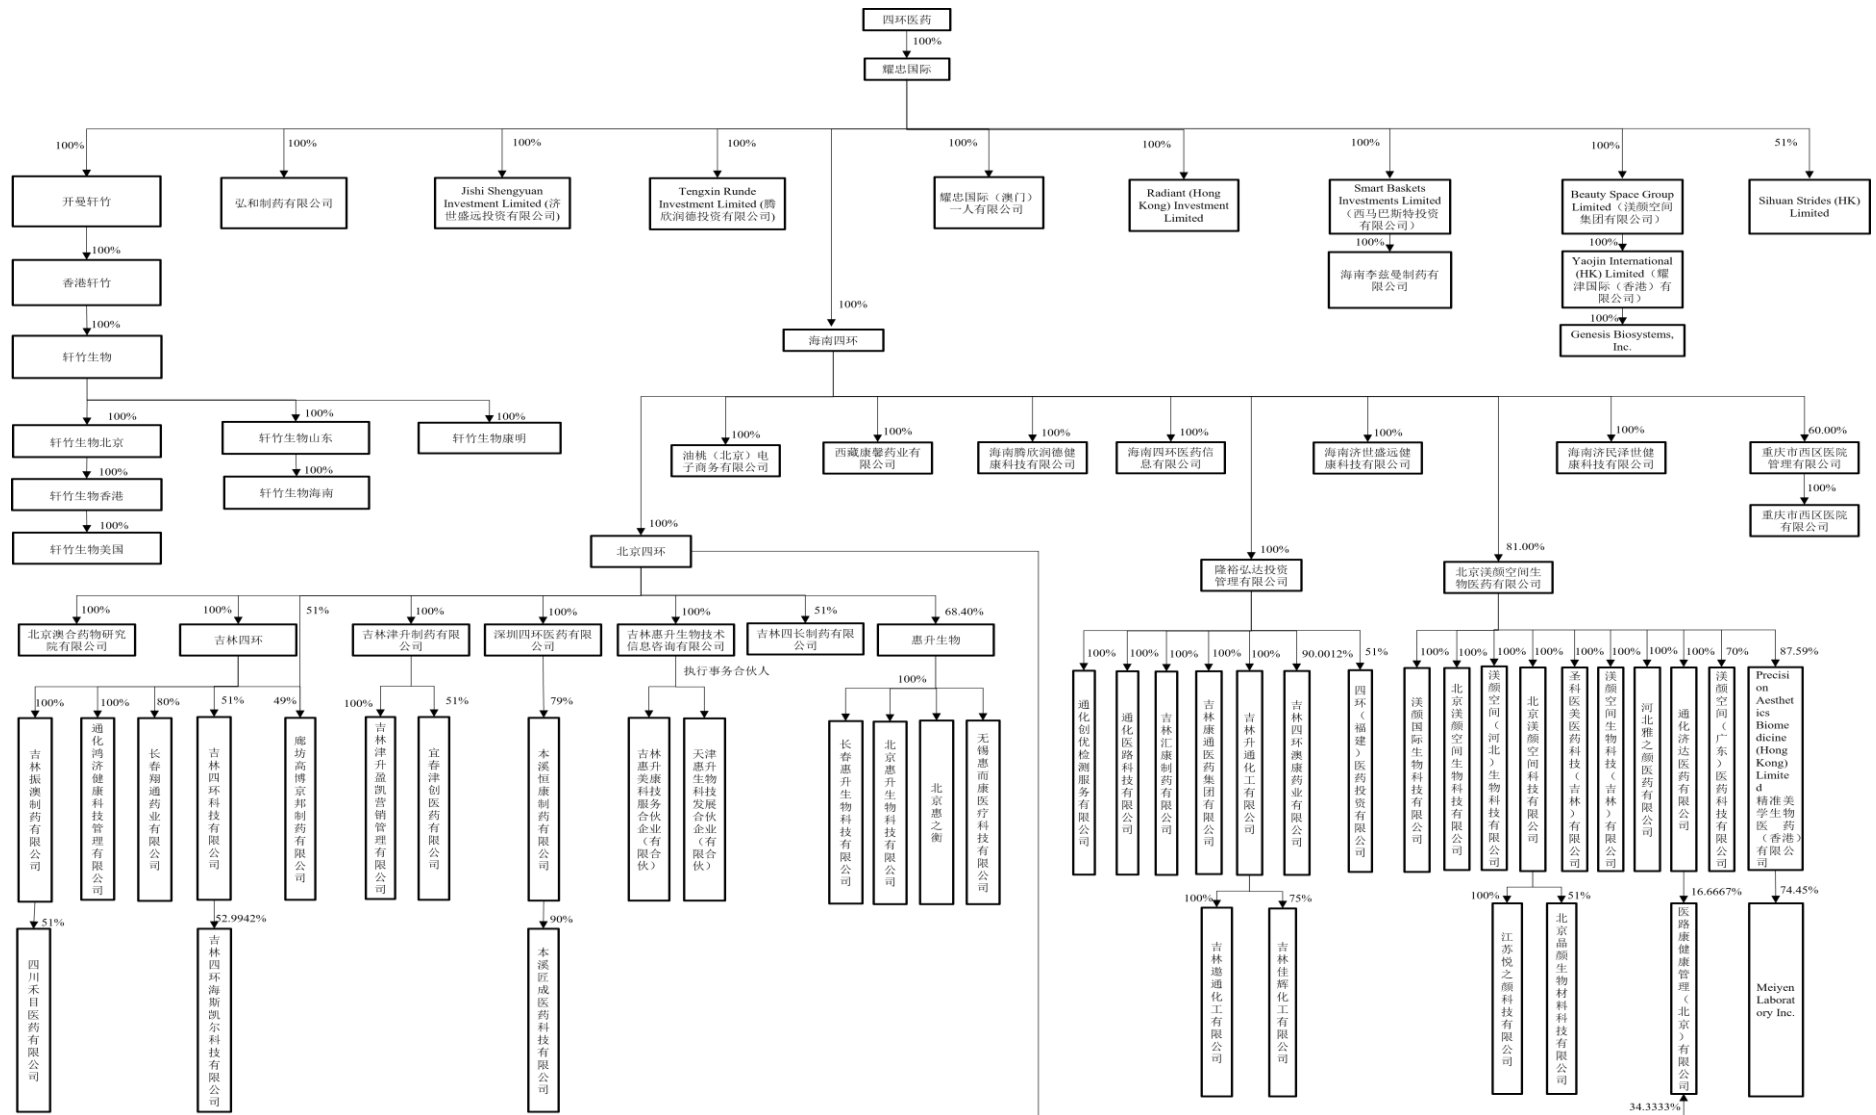 四环医药
100%
耀忠国际
100%
100%
100%
100%
100%
100%
100%
100%
51%
开曼轩竹
弘和制药有限公司
Jishi Shengyuan
Investment Limited (济
世盛远投资有限公司)
Tengxin Runde
Investment Limited (腾
欣润德投资有限公司)
耀忠国际（澳门）
一人有限公司
Radiant (Hong
Kong) Investment
Limited
Smart Baskets
Investments Limited
（西马巴斯特投资
有限公司）
Beauty Space Group
Limited（渼颜空间
集团有限公司）
Sihuan Strides (HK)
Limited
100%
100%
100%
香港轩竹
海南李兹曼制药有
限公司
Yaojin International
(HK) Limited（耀
津国际（香港）有
限公司）
100%
100%
100%
轩竹生物
海南四环
Genesis Biosystems,
Inc.
100%
100%
100%
轩竹生物北京
轩竹生物山东
轩竹生物康明
100%
100%
轩竹生物香港
轩竹生物海南
100%
轩竹生物美国
100%
100%
100%
100%
100%
100%
60.00%
油桃（北京）电
子商务有限公司
西藏康馨药业有
限公司
海南腾欣润德健
康科技有限公司
海南四环医药信
息有限公司
海南济世盛远健
康科技有限公司
海南济民泽世健
康科技有限公司
重庆市西区医院
管理有限公司
100%
重庆市西区医院
有限公司
100%
北京四环
100%
隆裕弘达投资
管理有限公司
81.00%
北京渼颜空间生
物医药有限公司
100%
100%
51%
100%
100%
100%
51%
68.40%
北京澳合药物研究
院有限公司
吉林四环
吉林津升制药有限
公司
深圳四环医药有限
公司
吉林惠升生物技术
信息咨询有限公司
吉林四长制药有限
公司
惠升生物
执行事务合伙人
100%
100%
100%
80%
51%
49%
100%
51%
79%
吉林振澳制药有限公司
通化鸿济健康科技管理有限公司
长春翔通药业有限公司
吉林四环科技有限公司
廊坊高博京邦制药有限公司
吉林津升盈凯营销管理有限公司
宜春津创医药有限公司
本溪恒康制药有限公司
吉林
惠升
美康
科技
服务
合伙
企业
（有
限合
伙）
天津
惠升
生物
科技
发展
合伙
企业
（有
限合
伙）
长春惠升生物科技有限公司
北京惠升生物科技有限公司
北京惠之衡
无锡惠而康医疗科技有限公司
51%
52.9942%
90%
四川禾目医药有限公司
吉林四环海斯凯尔科技有限公司
本溪匠成医药科技有限公司
100%
100%
100%
100%
100%
90.0012%
51%
通化创优检测服务有限公司
通化医路科技有限公司
吉林汇康制药有限公司
吉林康通医药集团有限公司
吉林升通化工有限公司
吉林四环澳康药业有限公司
四环（福建）医药投资有限公司
100%
75%
吉林遨通化工有限公司
吉林佳辉化工有限公司
100%
100%
100%
100%
100%
100%
100%
100%
70%
87.59%
渼颜国际生物科技有限公司
北京渼颜空间生物科技有限公司
渼颜空间（河北）生物科技有限公司
北京渼颜空间科技有限公司
圣科医美医药科技（吉林）有限公司
渼颜空间生物科技（吉林）有限公司
河北雅之颜医药有限公司
通化济达医药有限公司
渼颜空间（广东）医药科技有限公司
Precisi
on
Aesthet
ics
Biome
dicine
(Hong
Kong)
Limite
d
精准美
学生物
医药
（香港）
有限公
司
100%
51%
16.6667%
74.45%
江苏悦之颜科技有限公司
北京晶颜生物材料科技有限公司
医路康健康管理（北京）有限公司
Meiyen
Laborat
ory Inc.
34.3333%